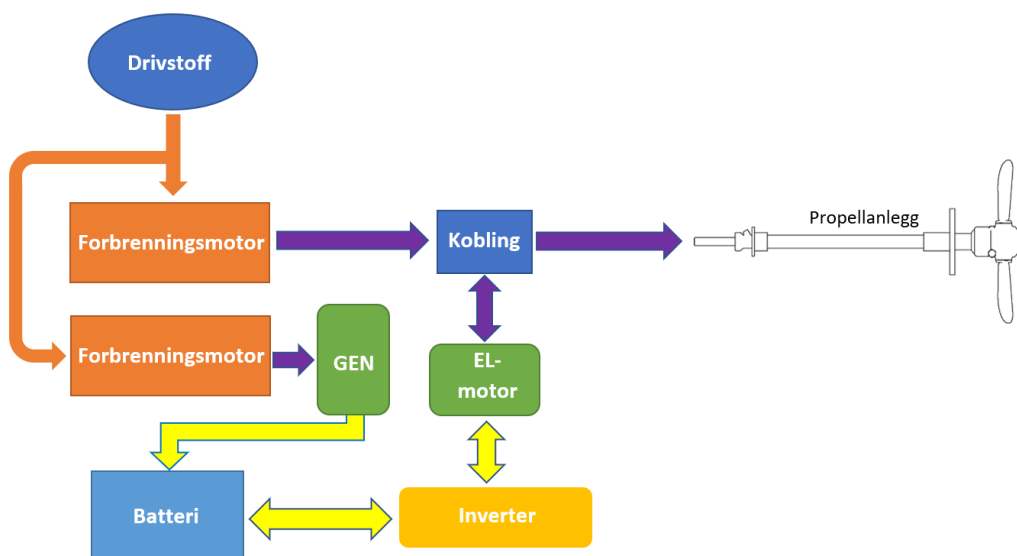 Drivstoff
Forbrenningsmotor
Kobling
Propellanlegg
Forbrenningsmotor
GEN
EL-
motor
Batteri
Inverter